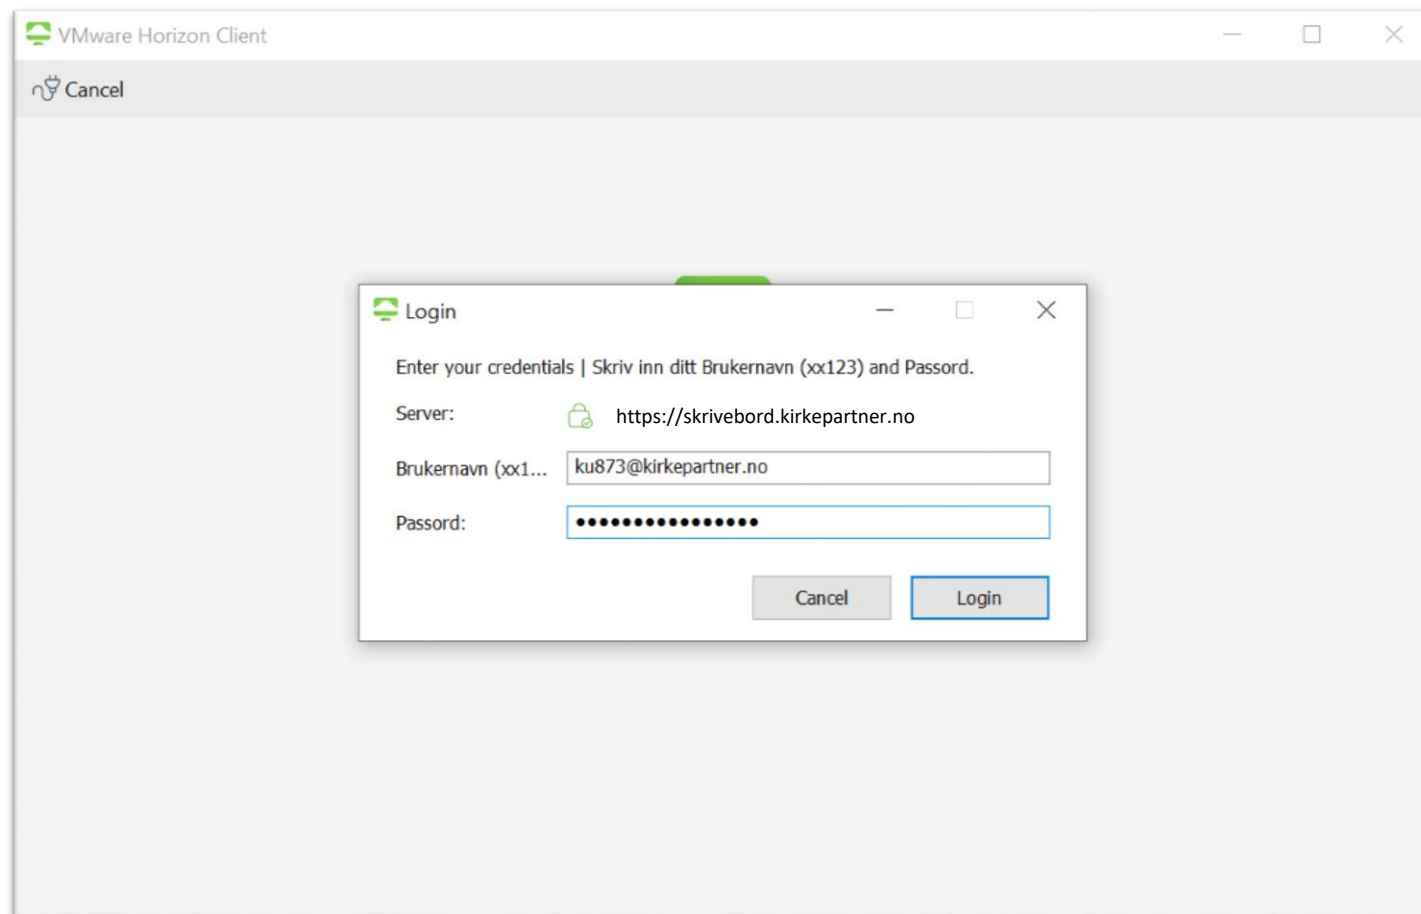 VMware Horizon Client
Cancel
Login
Enter your credentials | Skriv inn ditt Brukernavn (xx123) and Passord.
Server: https://skrivebord.kirkepartner.no
Brukernavn (xx1... ku873@kirkepartner.no
Passord: ••••••••••••••••
Cancel Login